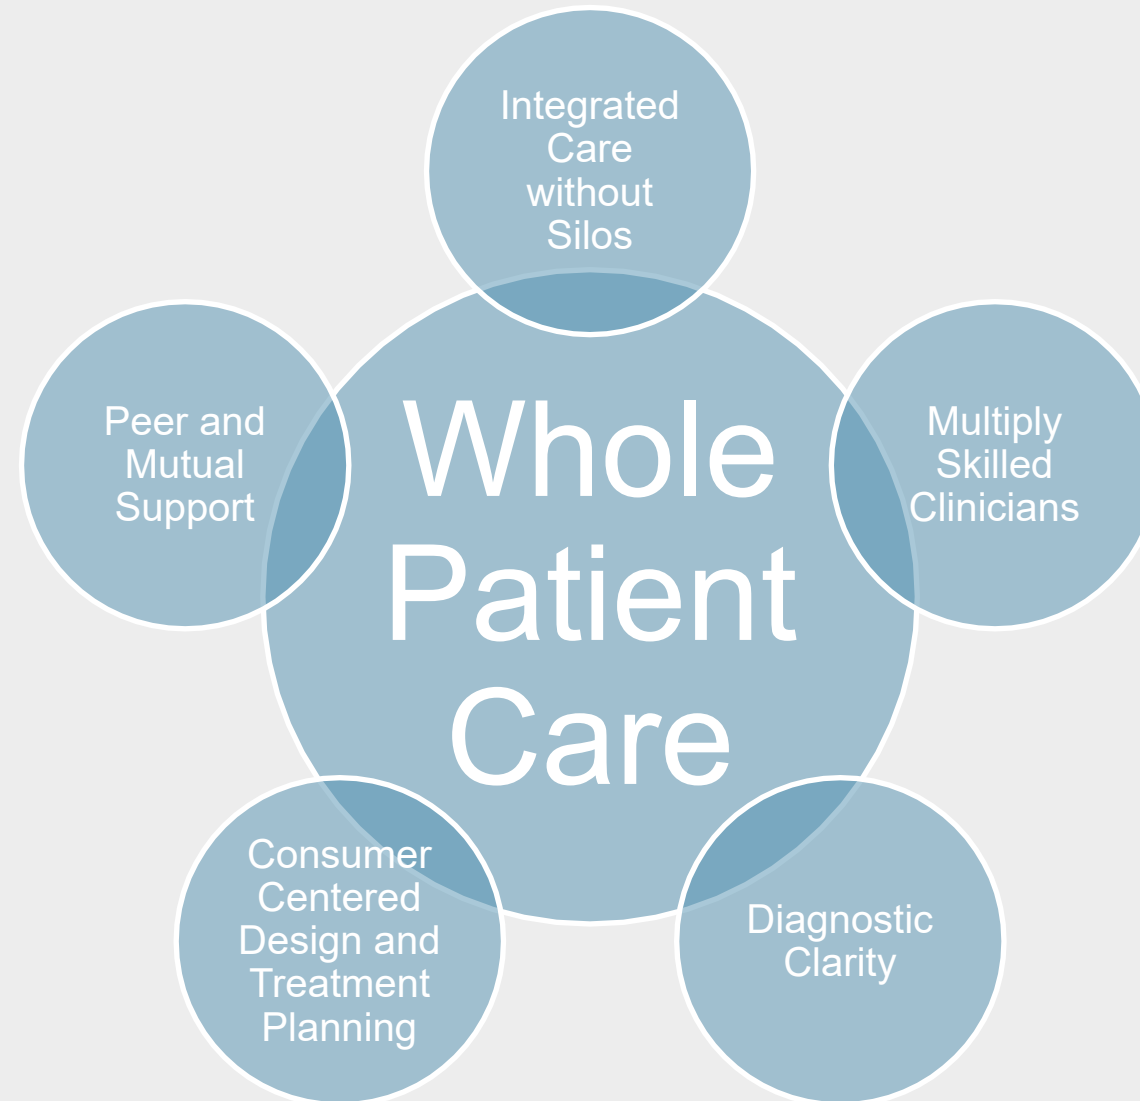 Integrated
Care
without
Silos
Peer and
Mutual
Support
Whole
Patient
Care
Multiply
Skilled
Clinicians
Consumer
Centered
Design and
Treatment
Planning
Diagnostic
Clarity